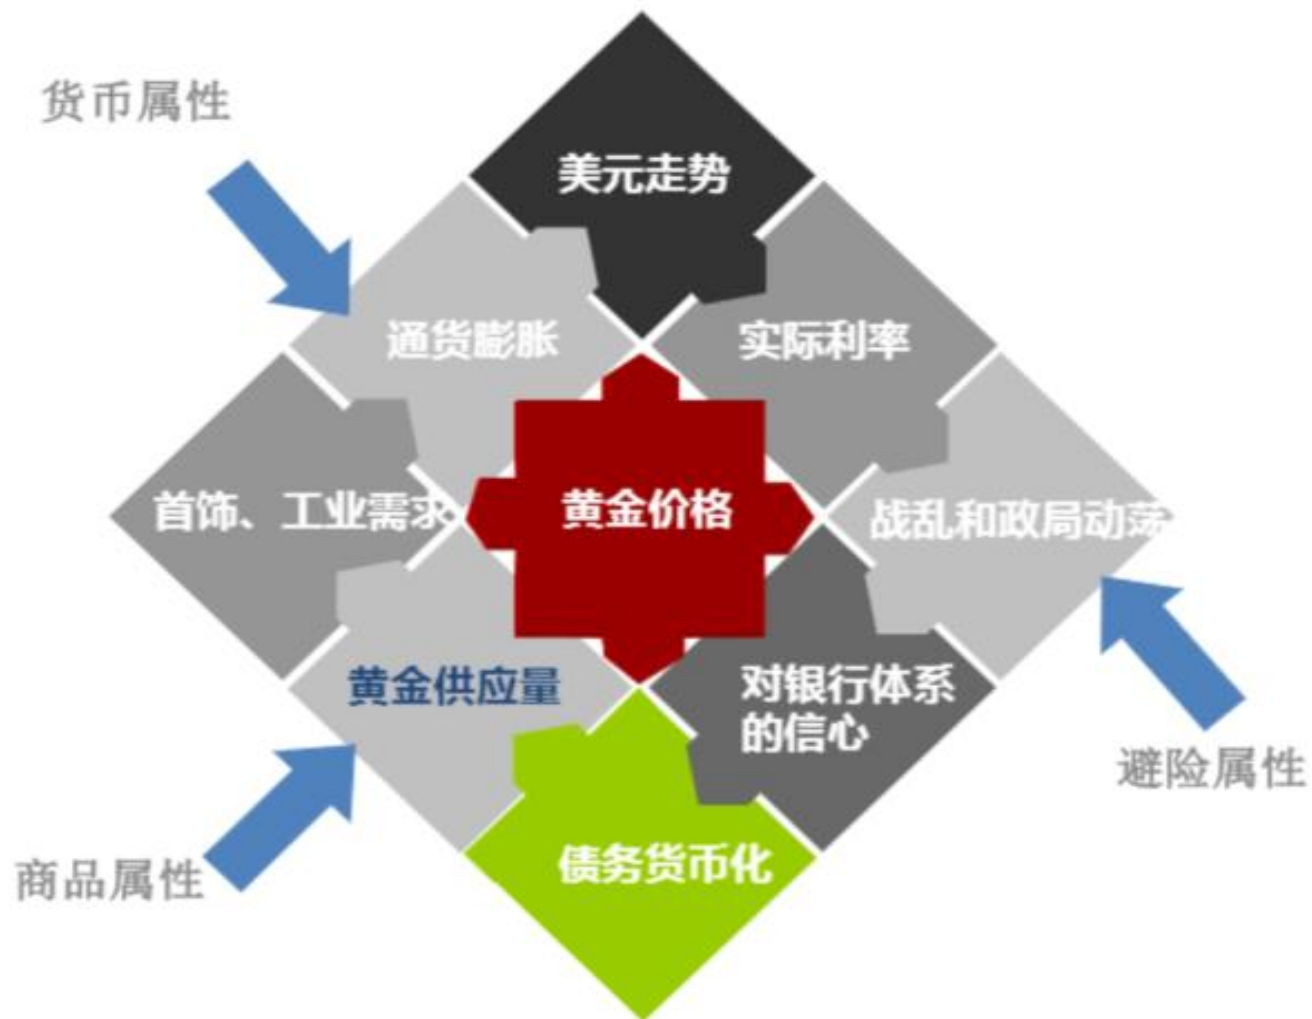 货币属性
美元走势
通货膨胀
实际利率
首饰、工业需求
黄金价格
战乱和政局动荡
黄金供应量
对银行体系
的信心
避险属性
债务货币化
商品属性